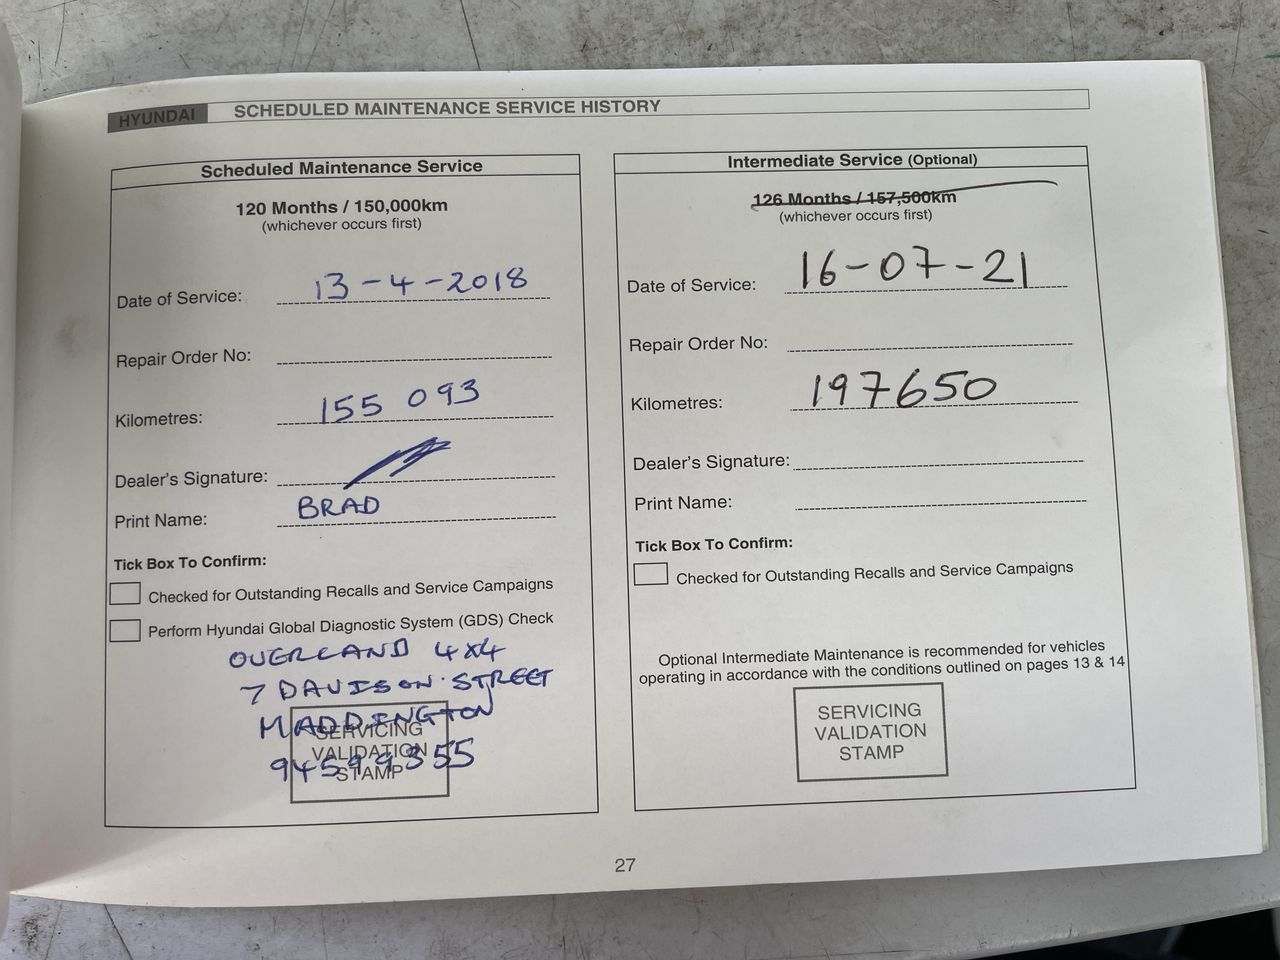 HYUNDAI SCHEDULED MAINTENANCE SERVICE HISTORY
Scheduled Maintenance Service
120 Months / 150,000km
(whichever occurs first)
Date of Service: 13-4-2018
Repair Order No:
Kilometres: 155 093
Dealer's Signature:
Print Name: BRAD
Tick Box To Confirm:
Checked for Outstanding Recalls and Service Campaigns
Perform Hyundai Global Diagnostic System (GDS) Check
OVERLAND 4x4
7 DAVISON STREET
MADDINGTON
94599355
SERVICING
VALIDATION
STAMP
Intermediate Service (Optional)
126 Months / 157,500km
(whichever occurs first)
Date of Service: 16-07-21
Repair Order No:
Kilometres: 197650
Dealer's Signature:
Print Name:
Tick Box To Confirm:
Checked for Outstanding Recalls and Service Campaigns
Optional Intermediate Maintenance is recommended for vehicles
operating in accordance with the conditions outlined on pages 13 & 14
SERVICING
VALIDATION
STAMP
27